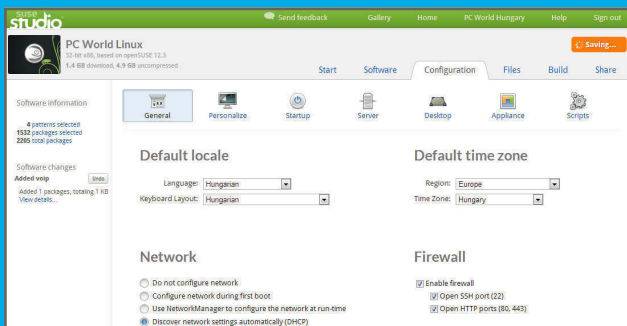 SUSE
studio
Send feedback
Gallery
Home
PC World Hungary
Help
Sign out
PC World Linux
32-bit x86, based on openSUSE 12.3
1.4 GB download, 4.9 GB uncompressed
Saving...
Start
Software
Configuration
Files
Build
Share
General
Personalize
Startup
Server
Desktop
Appliance
Scripts
Software information
4 patterns selected
1532 packages selected
2205 total packages
Software changes
Added voip
Undo
Added 1 packages, totaling 1 KB
View details...
Default locale
Language: Hungarian
Keyboard Layout: Hungarian
Default time zone
Region: Europe
Time Zone: Hungary
Network
Do not configure network
Configure network during first boot
Use NetworkManager to configure the network at run-time
Discover network settings automatically (DHCP)
Firewall
Enable firewall
Open SSH port (22)
Open HTTP ports (80, 443)